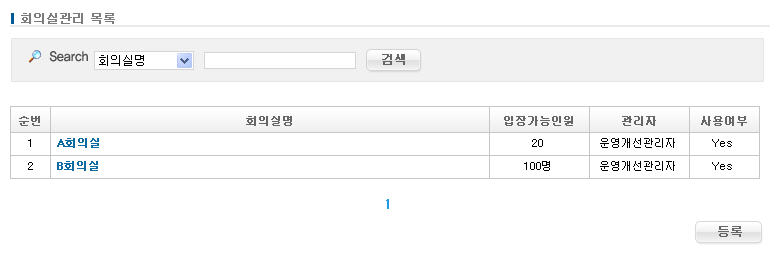 회의실관리 목록
Search 회의실명 검색
순번 회의실명 입장가능인원 관리자 사용여부
1 A회의실 20 운영개선관리자 Yes
2 B회의실 100명 운영개선관리자 Yes
1
등록